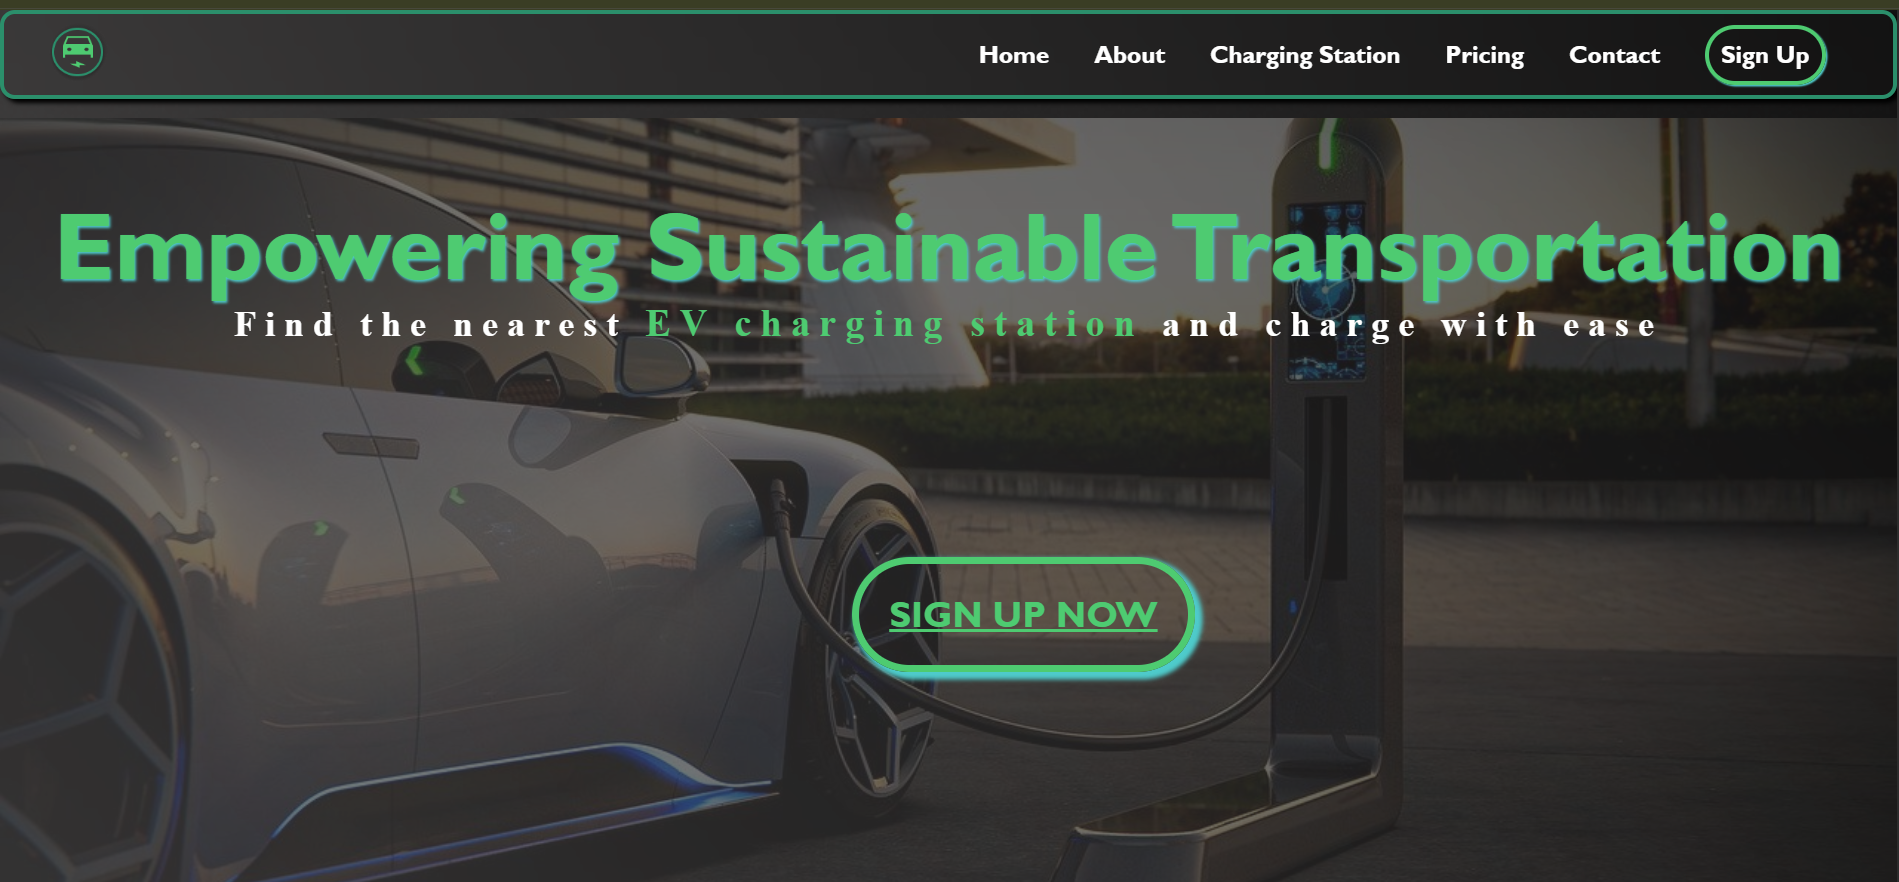 Home About Charging Station Pricing Contact Sign Up
Empowering Sustainable Transportation
Find the nearest EV charging station and charge with ease
SIGN UP NOW